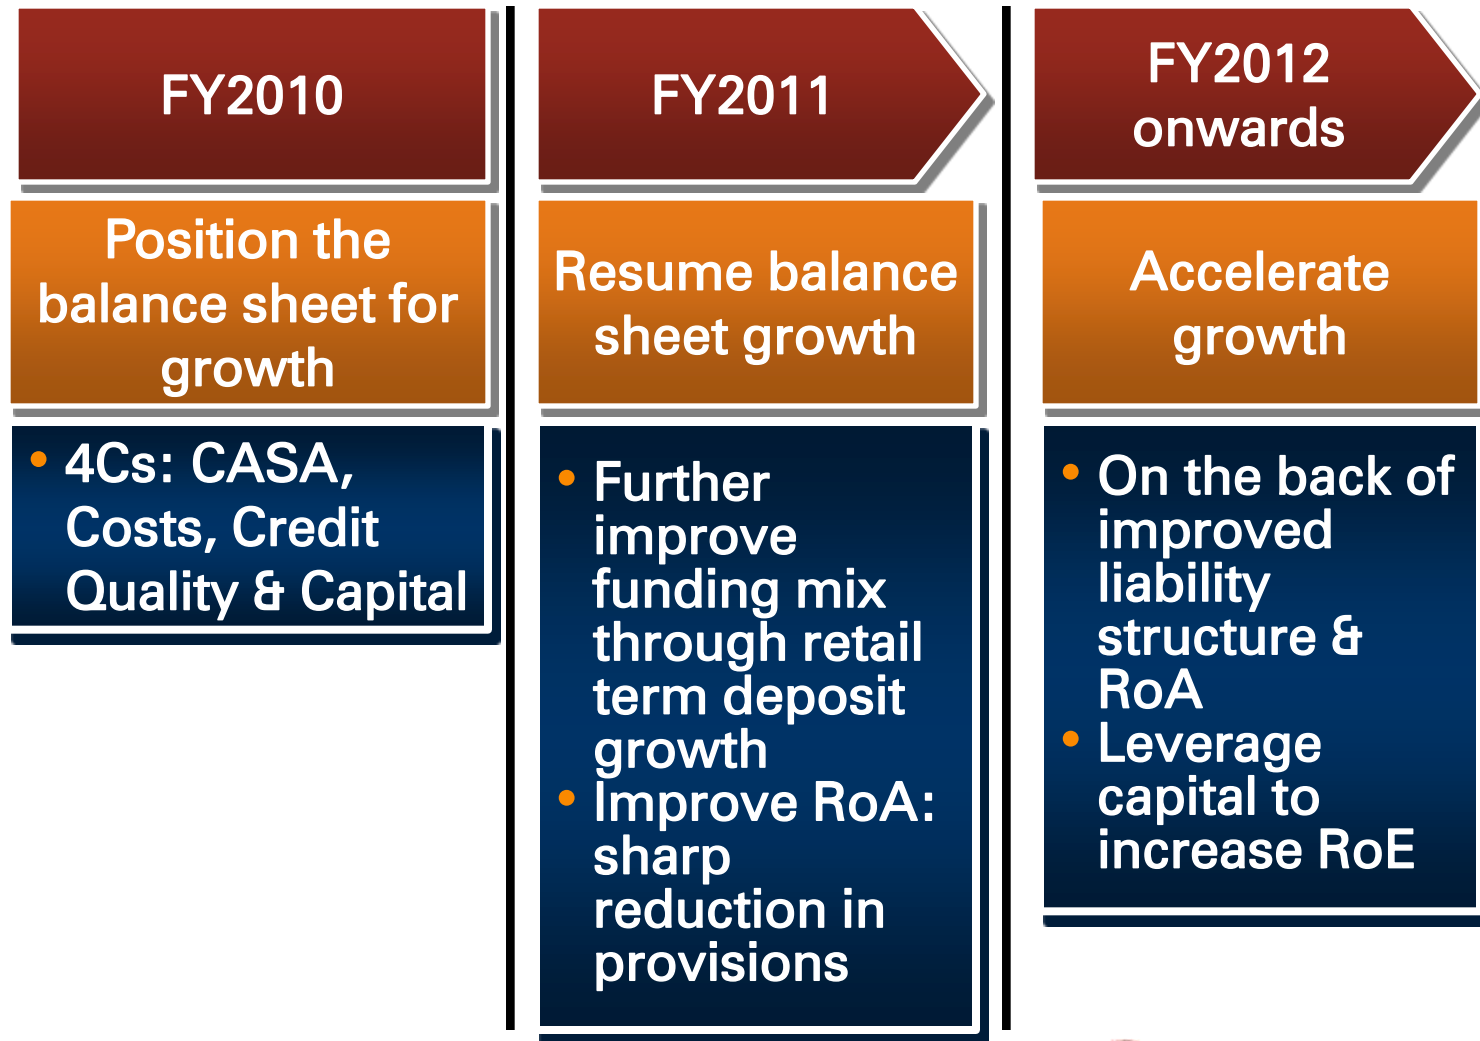 FY2010
Position the
balance sheet for
growth
• 4Cs: CASA,
Costs, Credit
Quality & Capital
FY2011
Resume balance
sheet growth
• Further
improve
funding mix
through retail
term deposit
growth
• Improve RoA:
sharp
reduction in
provisions
FY2012
onwards
Accelerate
growth
• On the back of
improved
liability
structure &
RoA
• Leverage
capital to
increase RoE